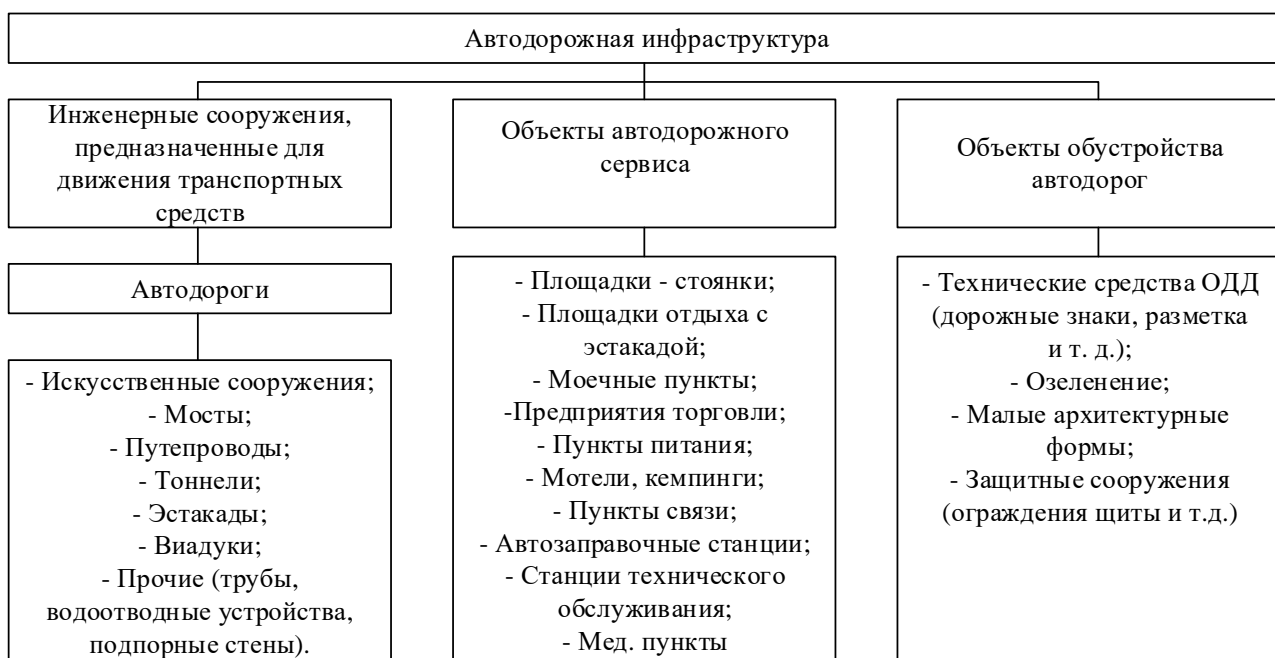 Автодорожная инфраструктура
Инженерные сооружения,
предназначенные для
движения транспортных
средств
Автодороги
- Искусственные сооружения;
- Мосты;
- Путепроводы;
- Тоннели;
- Эстакады;
- Виадуки;
- Прочие (трубы,
водоотводные устройства,
подпорные стены).
Объекты автодорожного
сервиса
- Площадки - стоянки;
- Площадки отдыха с
эстакадой;
- Моечные пункты;
-Предприятия торговли;
- Пункты питания;
- Мотели, кемпинги;
- Пункты связи;
- Автозаправочные станции;
- Станции технического
обслуживания;
- Мед. пункты
Объекты обустройства
автодорог
- Технические средства ОДД
(дорожные знаки, разметка
и т. д.);
- Озеленение;
- Малые архитектурные
формы;
- Защитные сооружения
(ограждения щиты и т.д.)